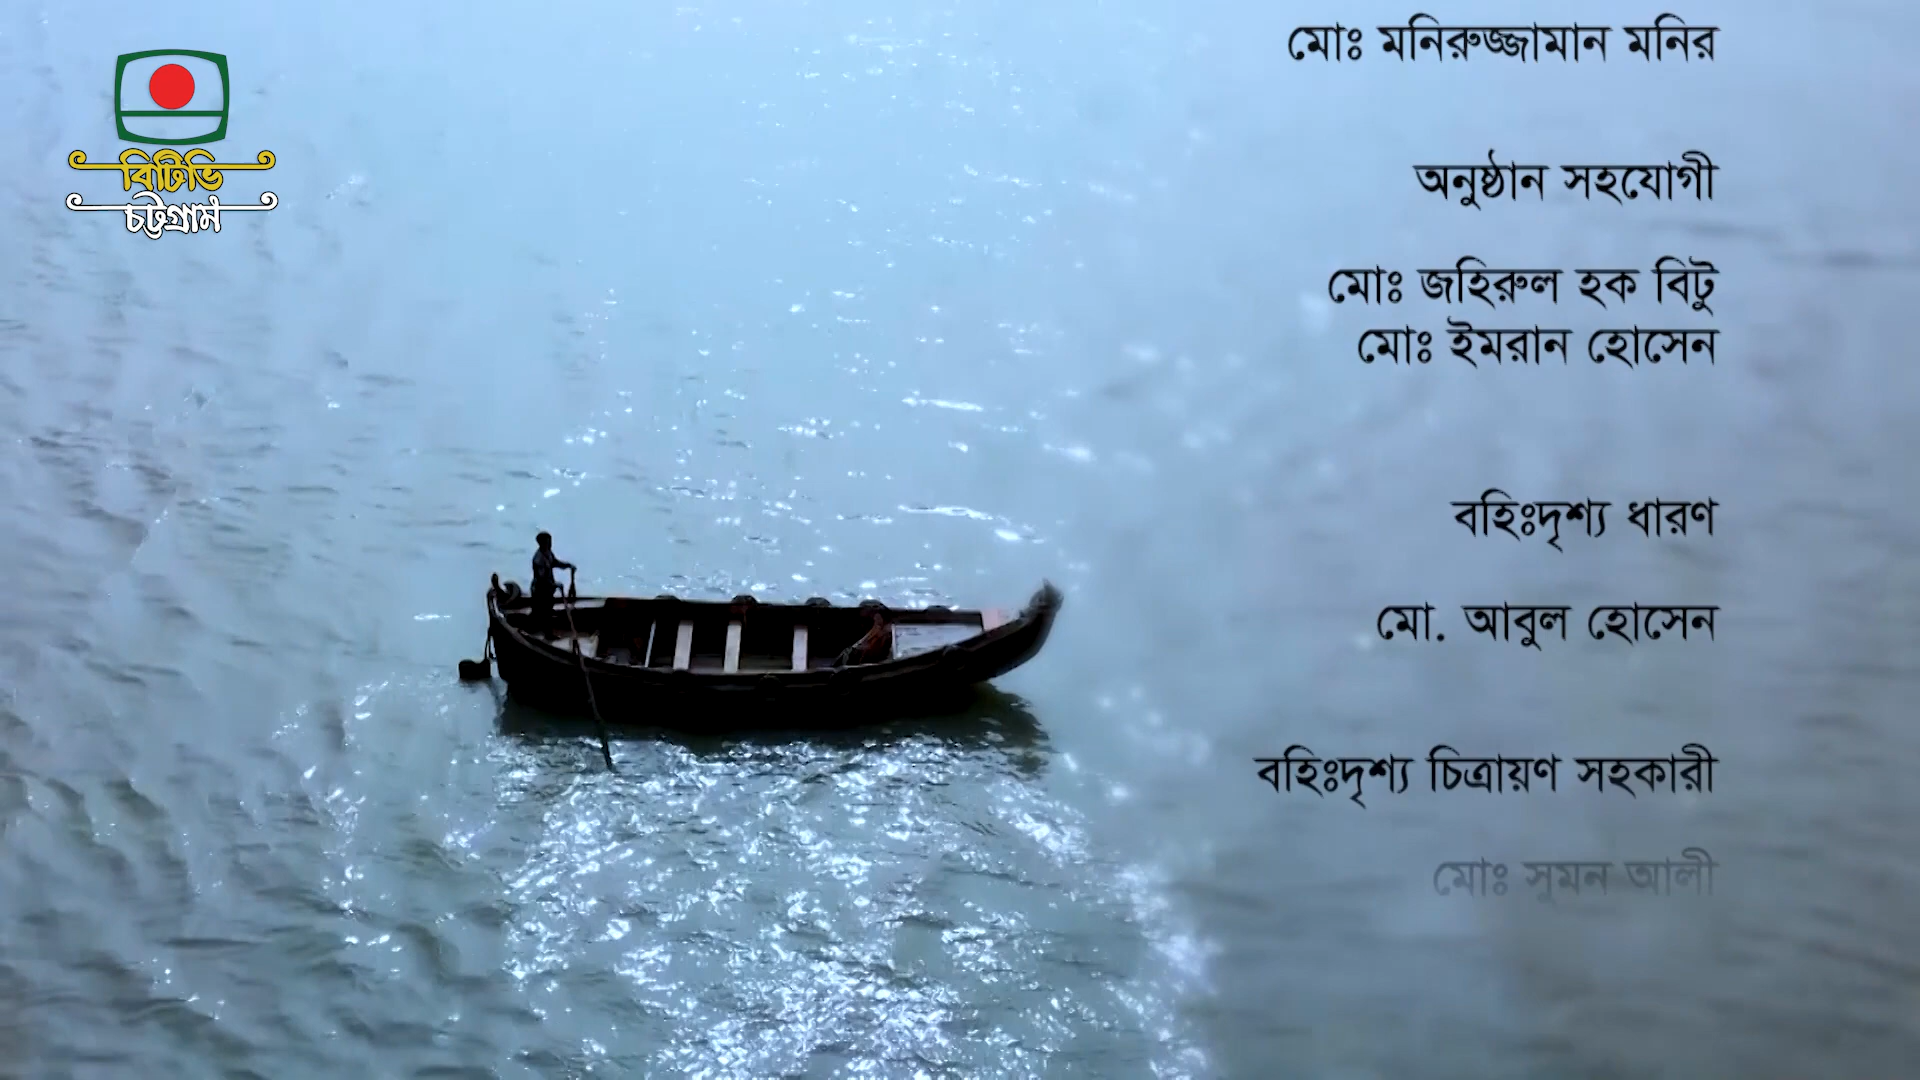 বিটিভি
চট্টগ্রাম
মোঃ মনিরুজ্জামান মনির
অনুষ্ঠান সহযোগী
মোঃ জহিরুল হক বিটু
মোঃ ইমরান হোসেন
বহিঃদৃশ্য ধারণ
মো. আবুল হোসেন
বহিঃদৃশ্য চিত্রায়ণ সহকারী
মোঃ সুমন আলী